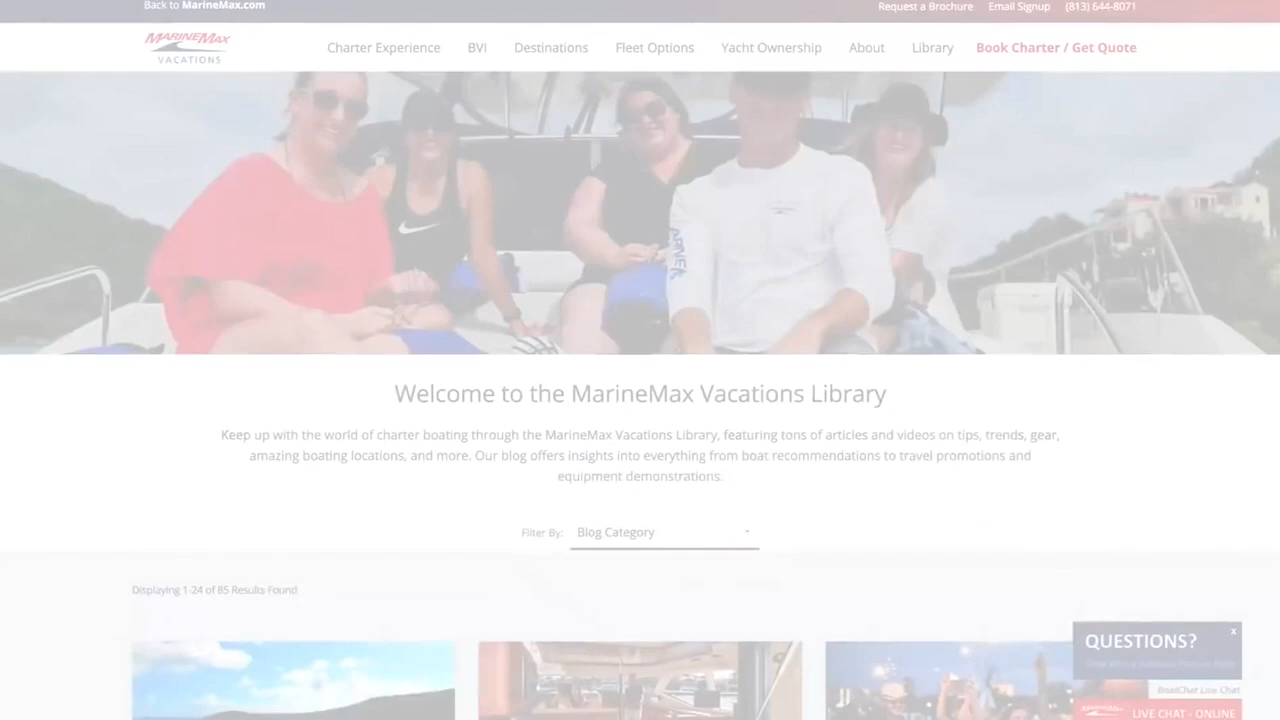 Back to MarineMax.com
Request a Brochure Email Signup (813) 644-8071
MARINEMAX
VACATIONS
Charter Experience BVI Destinations Fleet Options Yacht Ownership About Library Book Charter / Get Quote
Welcome to the MarineMax Vacations Library
Keep up with the world of charter boating through the MarineMax Vacations Library, featuring tons of articles and videos on tips, trends, gear,
amazing boating locations, and more. Our blog offers insights into everything from boat recommendations to travel promotions and
equipment demonstrations.
Filter By: Blog Category
Displaying 1-24 of 85 Results Found
QUESTIONS? x
BoatChat Live Chat
MARINEMAX LIVE CHAT - ONLINE